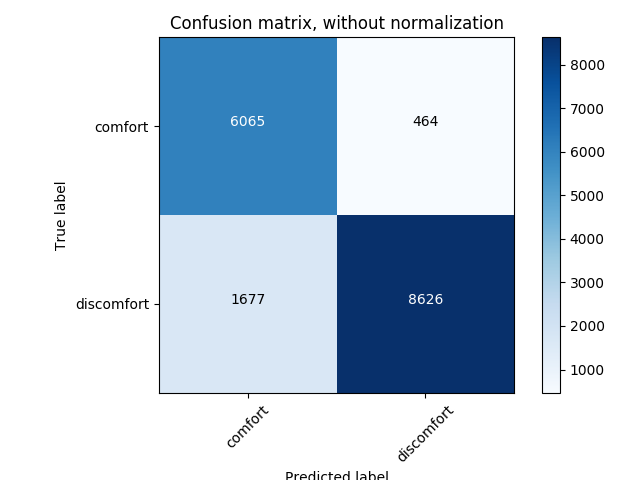 Confusion matrix, without normalization
comfort
discomfort
True label
6065
464
1677
8626
comfort
discomfort
Predicted label
8000
7000
6000
5000
4000
3000
2000
1000